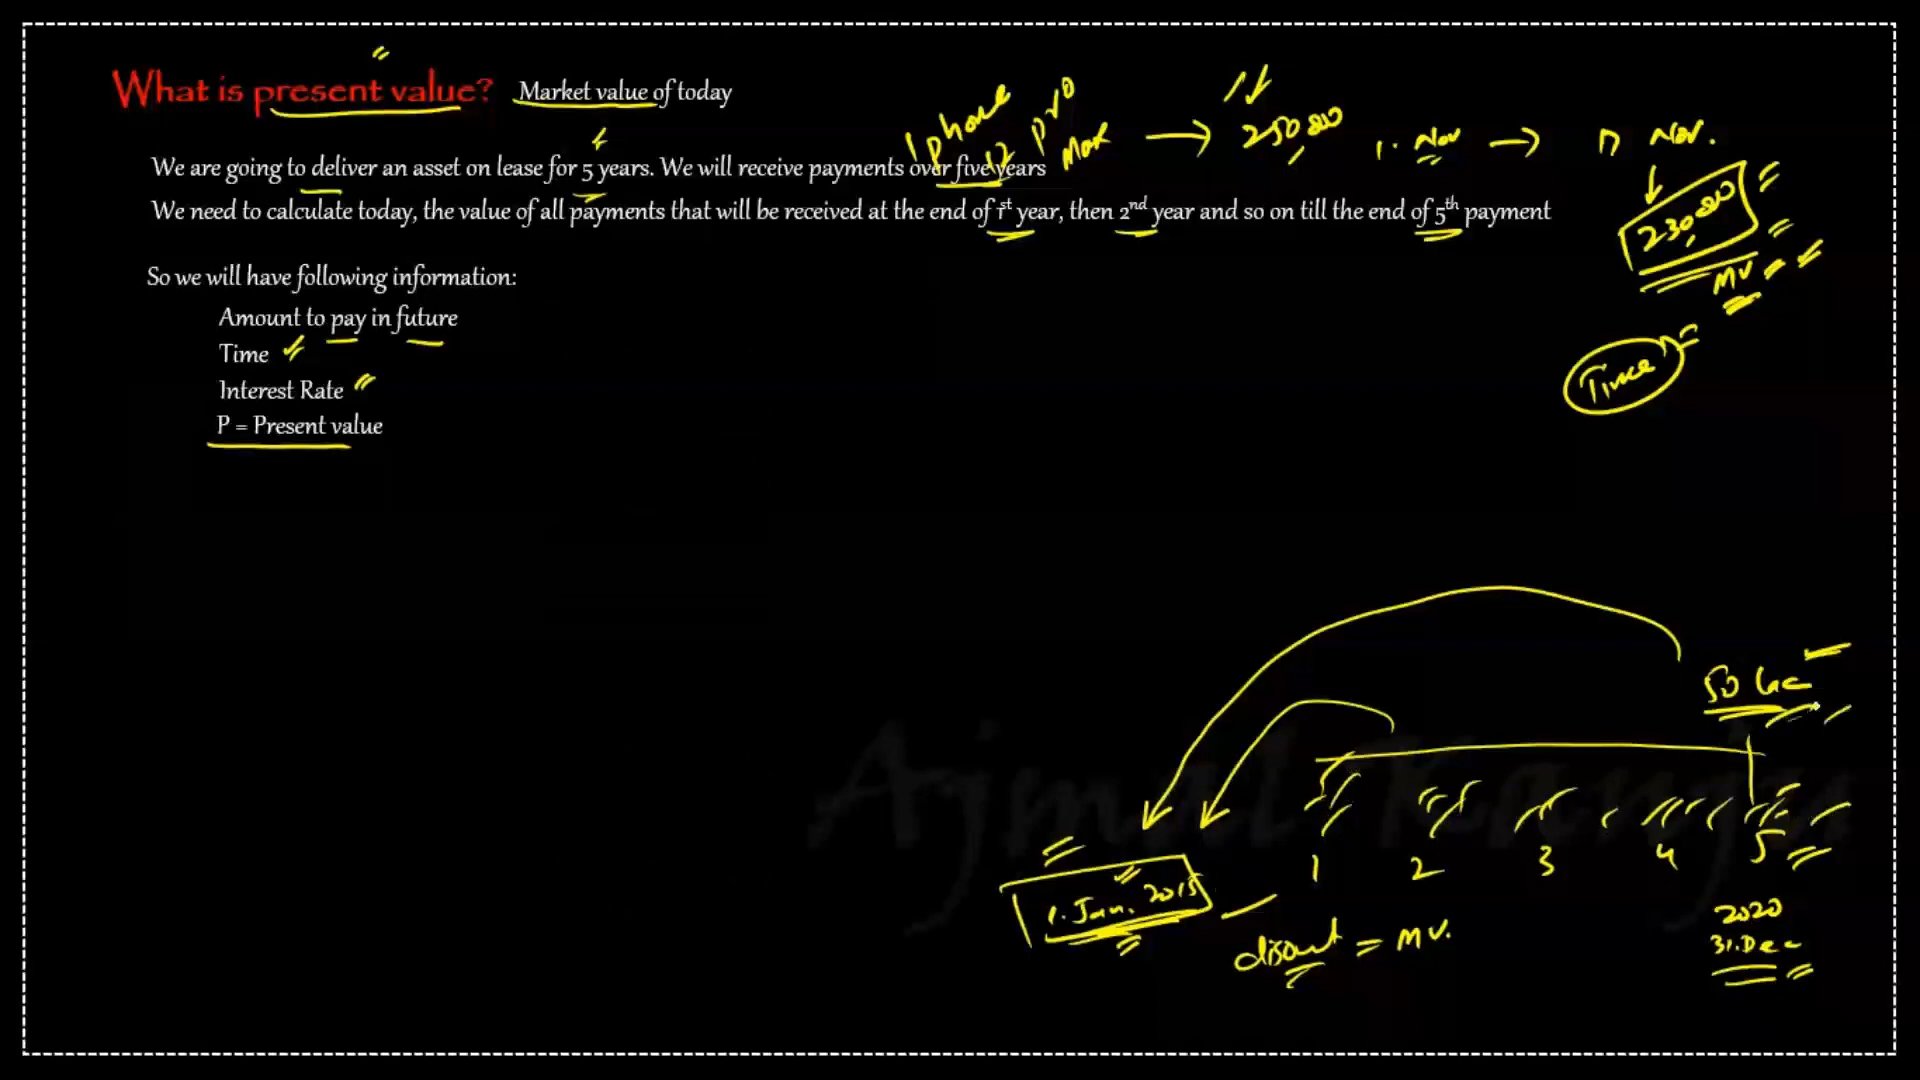 What is present value? Market value of today
Iphone 12 Pro Max → 250,000 1. Nov → 17 Nov.
We are going to deliver an asset on lease for 5 years. We will receive payments over five years
We need to calculate today, the value of all payments that will be received at the end of 1st year, then 2nd year and so on till the end of 5th payment
230,000
MV
So we will have following information:
Amount to pay in future
Time
Interest Rate
P = Present value
Time
50 lac
1 2 3 4 5
1. Jan. 2015
2020
31. Dec
= MV.